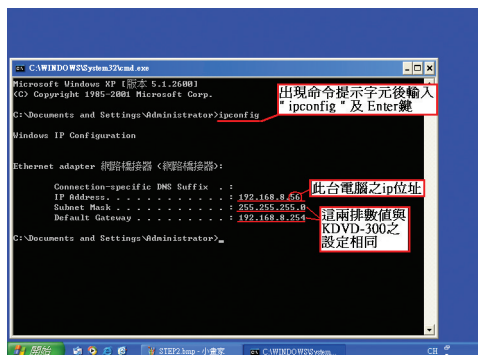 C:\WINDOWS\System32\cmd.exe
Microsoft Windows XP [版本 5.1.2600]
(C) Copyright 1985-2001 Microsoft Corp.
C:\Documents and Settings\Administrator>ipconfig
出現命令提示字元後輸入
" ipconfig " 及 Enter鍵
Windows IP Configuration
Ethernet adapter 網路橋接器 (網路橋接器):
Connection-specific DNS Suffix . :
IP Address. . . . . . . . . . . . : 192.168.8.56
此台電腦之ip位址
Subnet Mask . . . . . . . . . . . : 255.255.255.0
Default Gateway . . . . . . . . . : 192.168.8.254
這兩排數值與
KDVD-300之
設定相同
C:\Documents and Settings\Administrator>_
開始
STEP2.bmp - 小畫家
C:\WINDOWS\System...
CH